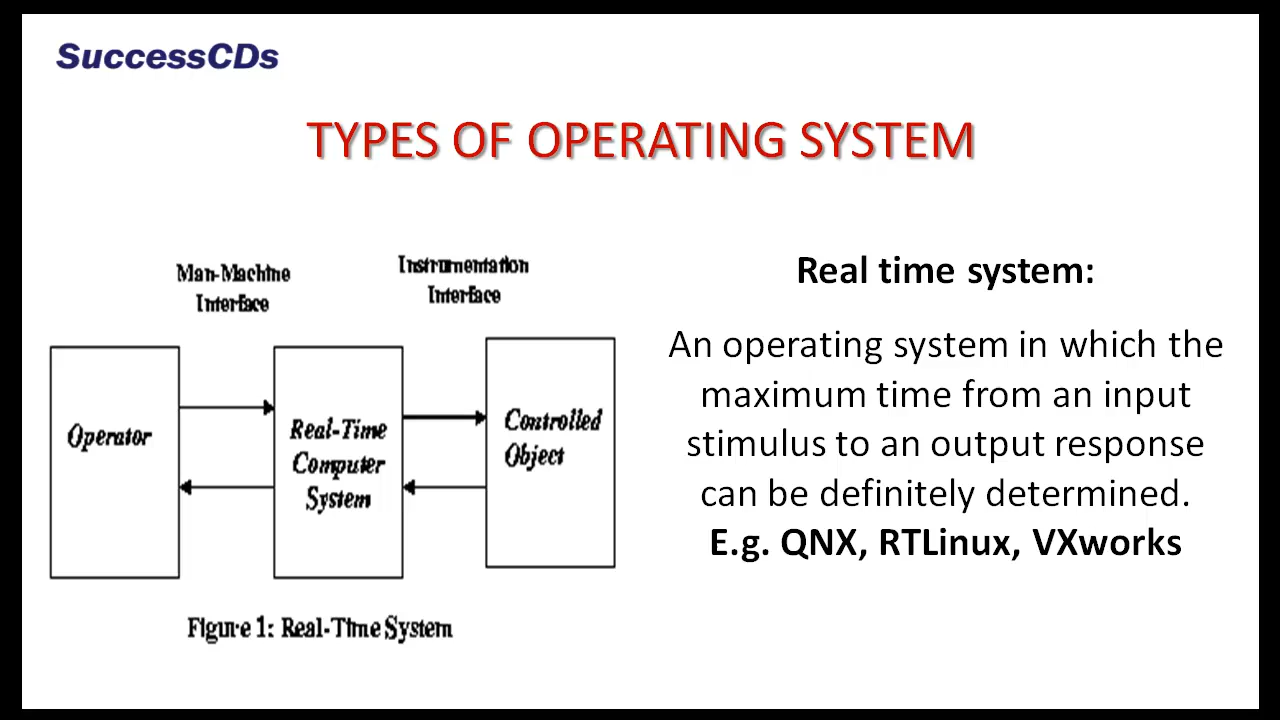 SuccessCDs
TYPES OF OPERATING SYSTEM
Man-Machine
Interface
Instrumentation
Interface
Operator
Real-Time
Computer
System
Controlled
Object
Figure 1: Real-Time System
Real time system:
An operating system in which the
maximum time from an input
stimulus to an output response
can be definitely determined.
E.g. QNX, RTLinux, VXworks